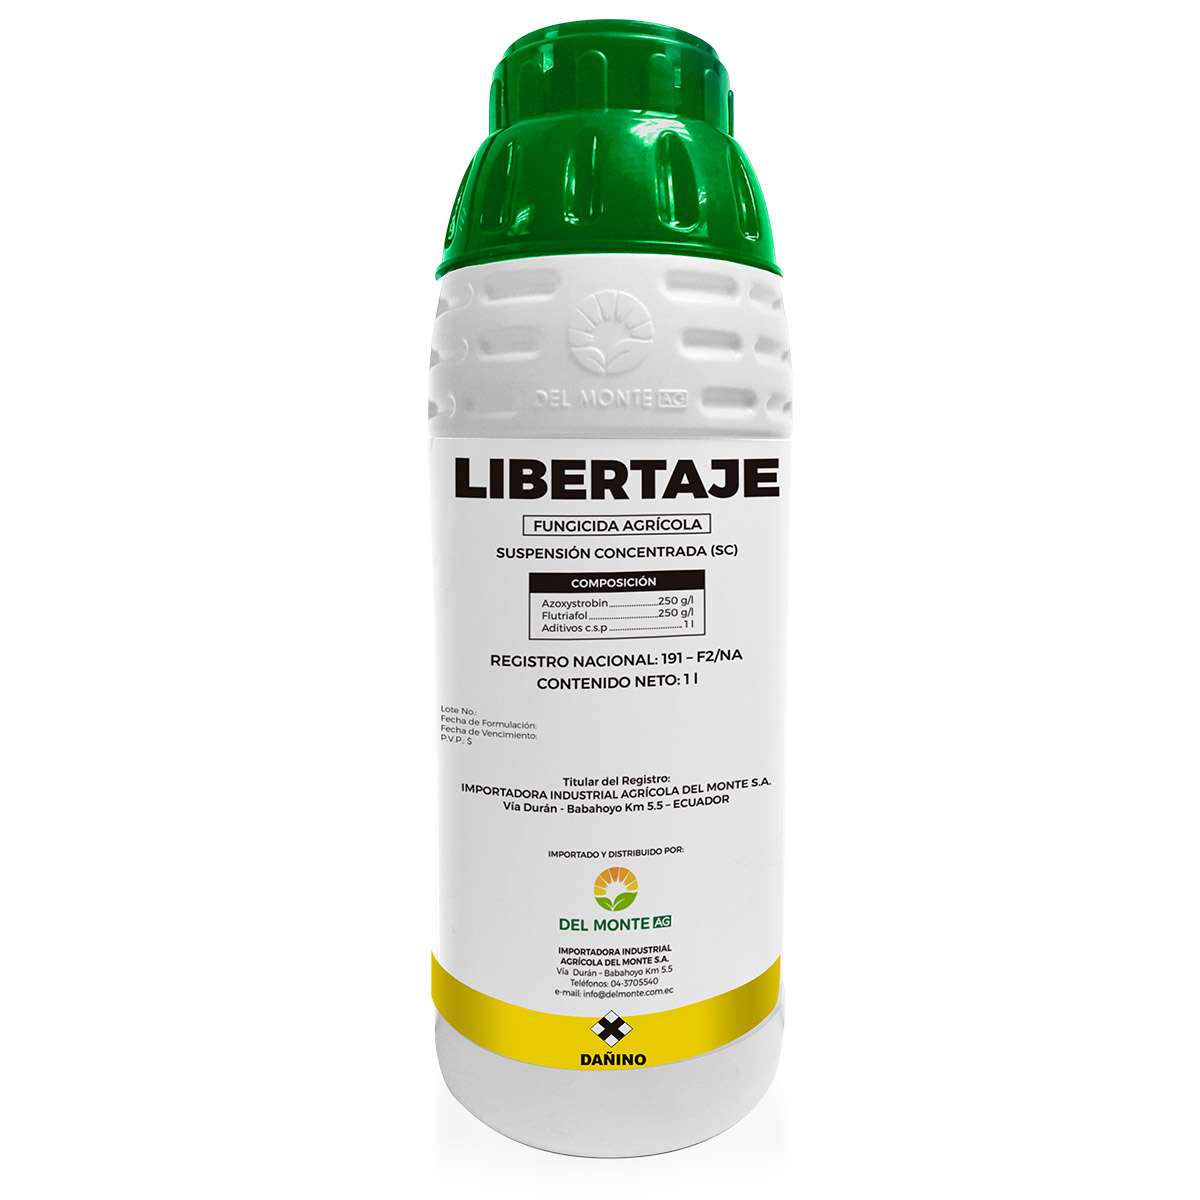 DEL MONTE AG
LIBERTAJE
FUNGICIDA AGRÍCOLA
SUSPENSIÓN CONCENTRADA (SC)
COMPOSICIÓN
Azoxystrobin..........................250 g/l
Flutriafol..........................250 g/l
Aditivos c.s.p..........................1 l
REGISTRO NACIONAL: 191 – F2/NA
CONTENIDO NETO: 1 l
Lote No.:
Fecha de Formulación:
Fecha de Vencimiento:
P.V.P.: $
Titular del Registro:
IMPORTADORA INDUSTRIAL AGRÍCOLA DEL MONTE S.A.
Vía Durán - Babahoyo Km 5.5 – ECUADOR
IMPORTADO Y DISTRIBUIDO POR:
DEL MONTE AG
IMPORTADORA INDUSTRIAL
AGRÍCOLA DEL MONTE S.A.
Vía Durán – Babahoyo Km 5.5
Teléfonos: 04-3705540
e-mail: info@delmonte.com.ec
DAÑINO